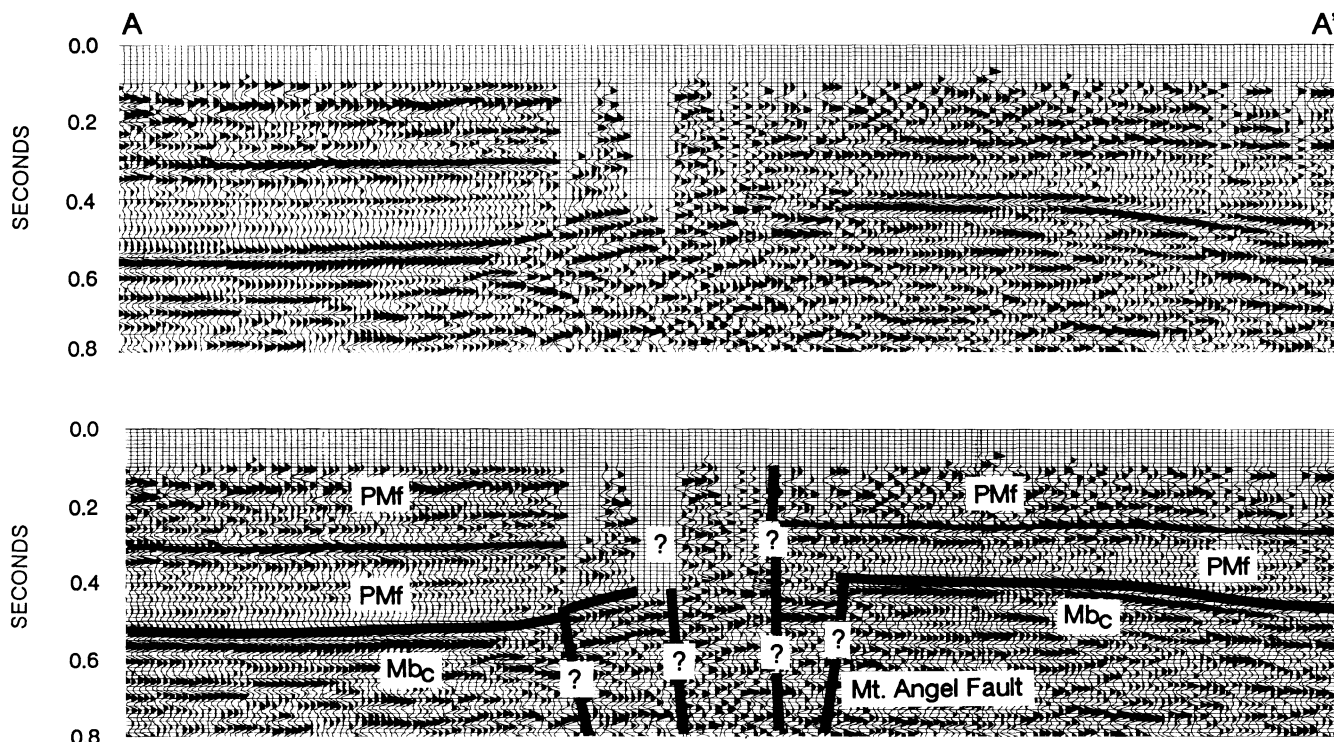 A A'
0.0
0.2
SECONDS
0.4
0.6
0.8
0.0
PMf PMf
0.2
? ?
SECONDS
0.4
PMf PMf
Mbc
0.6
Mbc ? ? ? ?
Mt. Angel Fault
0.8